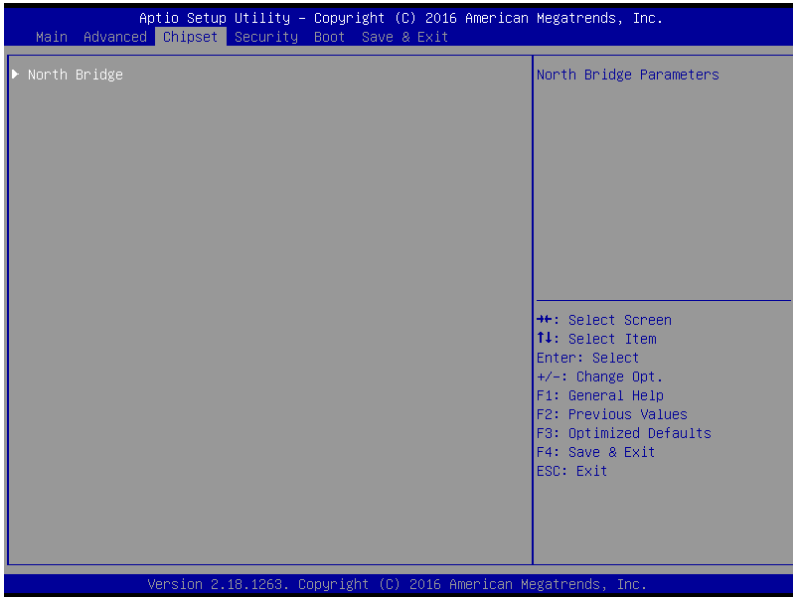 Aptio Setup Utility – Copyright (C) 2016 American Megatrends, Inc.
Main Advanced Chipset Security Boot Save & Exit
▶ North Bridge
North Bridge Parameters
→←: Select Screen
↑↓: Select Item
Enter: Select
+/-: Change Opt.
F1: General Help
F2: Previous Values
F3: Optimized Defaults
F4: Save & Exit
ESC: Exit
Version 2.18.1263. Copyright (C) 2016 American Megatrends, Inc.